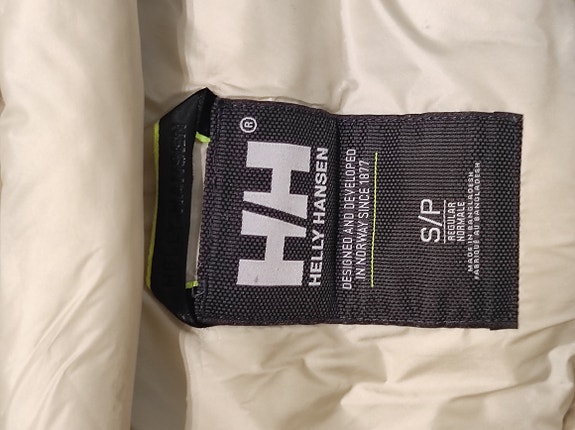 HH®
HELLY HANSEN
DESIGNED AND DEVELOPED
IN NORWAY SINCE 1877
S/P
REGULAR
NORMALE
MADE IN BANGLADESH
FABRIQUÉ AU BANGLADESH